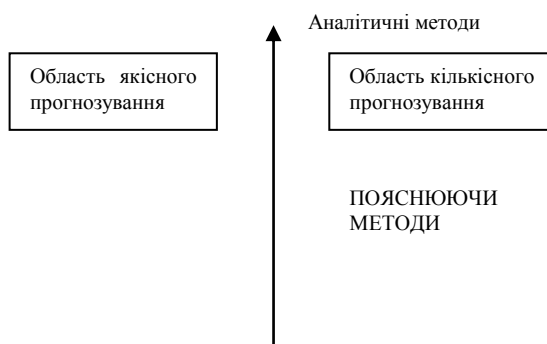 Аналітичні методи
Область якісного
прогнозування
Область кількісного
прогнозування
ПОЯСНЮЮЧИ
МЕТОДИ